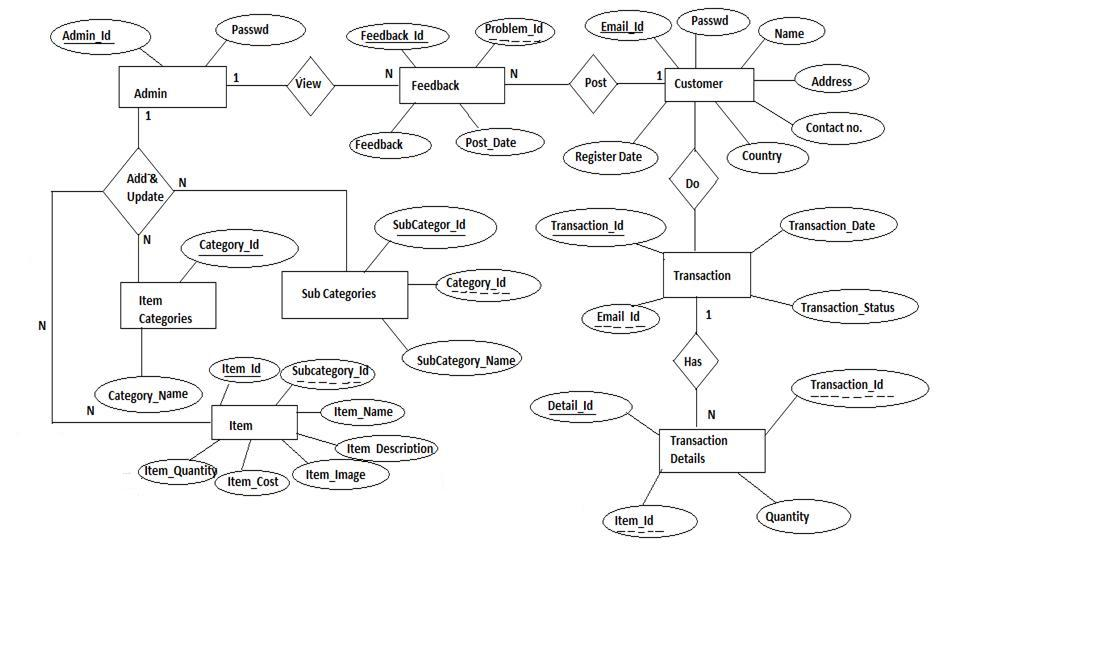 Admin_Id
Passwd
Feedback_Id
Problem_Id
Email_Id
Passwd
Name
Admin
1
View
N
Feedback
N
Post
1
Customer
Address
1
Feedback
Post_Date
Register Date
Country
Contact no.
Add &
Update
N
N
Do
SubCategor_Id
Category_Id
Transaction_Id
Transaction_Date
Item
Categories
Sub Categories
Category_Id
Transaction
Transaction_Status
Email Id
1
N
Category_Name
SubCategory_Name
Has
Item_Id
Subcategory_Id
Transaction_Id
N
Item
Item_Name
Detail_Id
N
Item Description
Transaction
Details
Item_Quantity
Item_Cost
Item_Image
Item_Id
Quantity